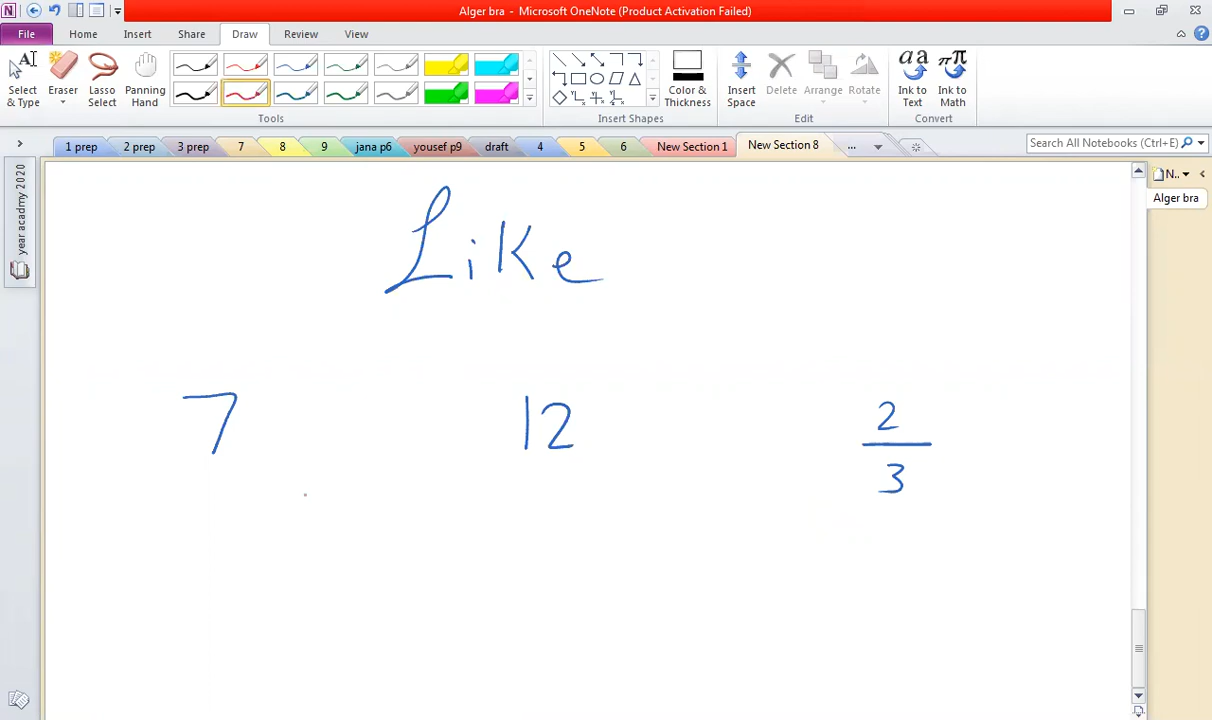 Alger bra - Microsoft OneNote (Product Activation Failed)
File Home Insert Share Draw Review View
Select & Type
Eraser
Lasso Select
Panning Hand
Tools
Insert Shapes
Color & Thickness
Insert Space
Delete
Arrange
Rotate
Edit
Ink to Text
Ink to Math
Convert
1 prep 2 prep 3 prep 7 8 9 jana p6 yousef p9 draft 4 5 6 New Section 1 New Section 8 ... Search All Notebooks (Ctrl+E)
year acadmy 2020
N..
Alger bra
Like
7 12 2/3